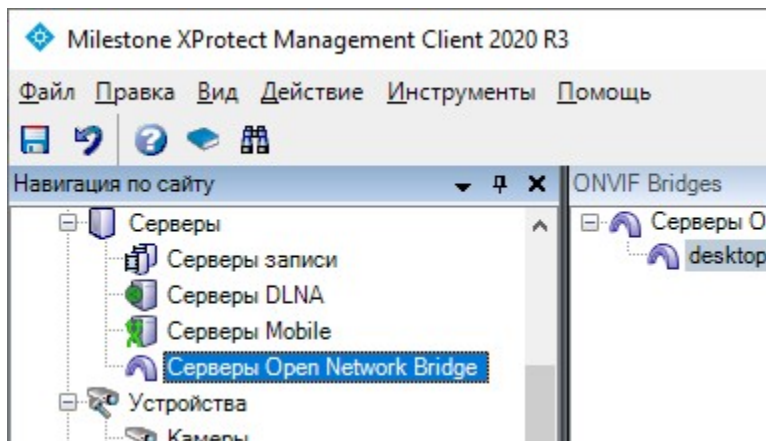 Milestone XProtect Management Client 2020 R3
Файл Правка Вид Действие Инструменты Помощь
Навигация по сайту
Серверы
Серверы записи
Серверы DLNA
Серверы Mobile
Серверы Open Network Bridge
Устройства
Камеры
ONVIF Bridges
Серверы O
desktop